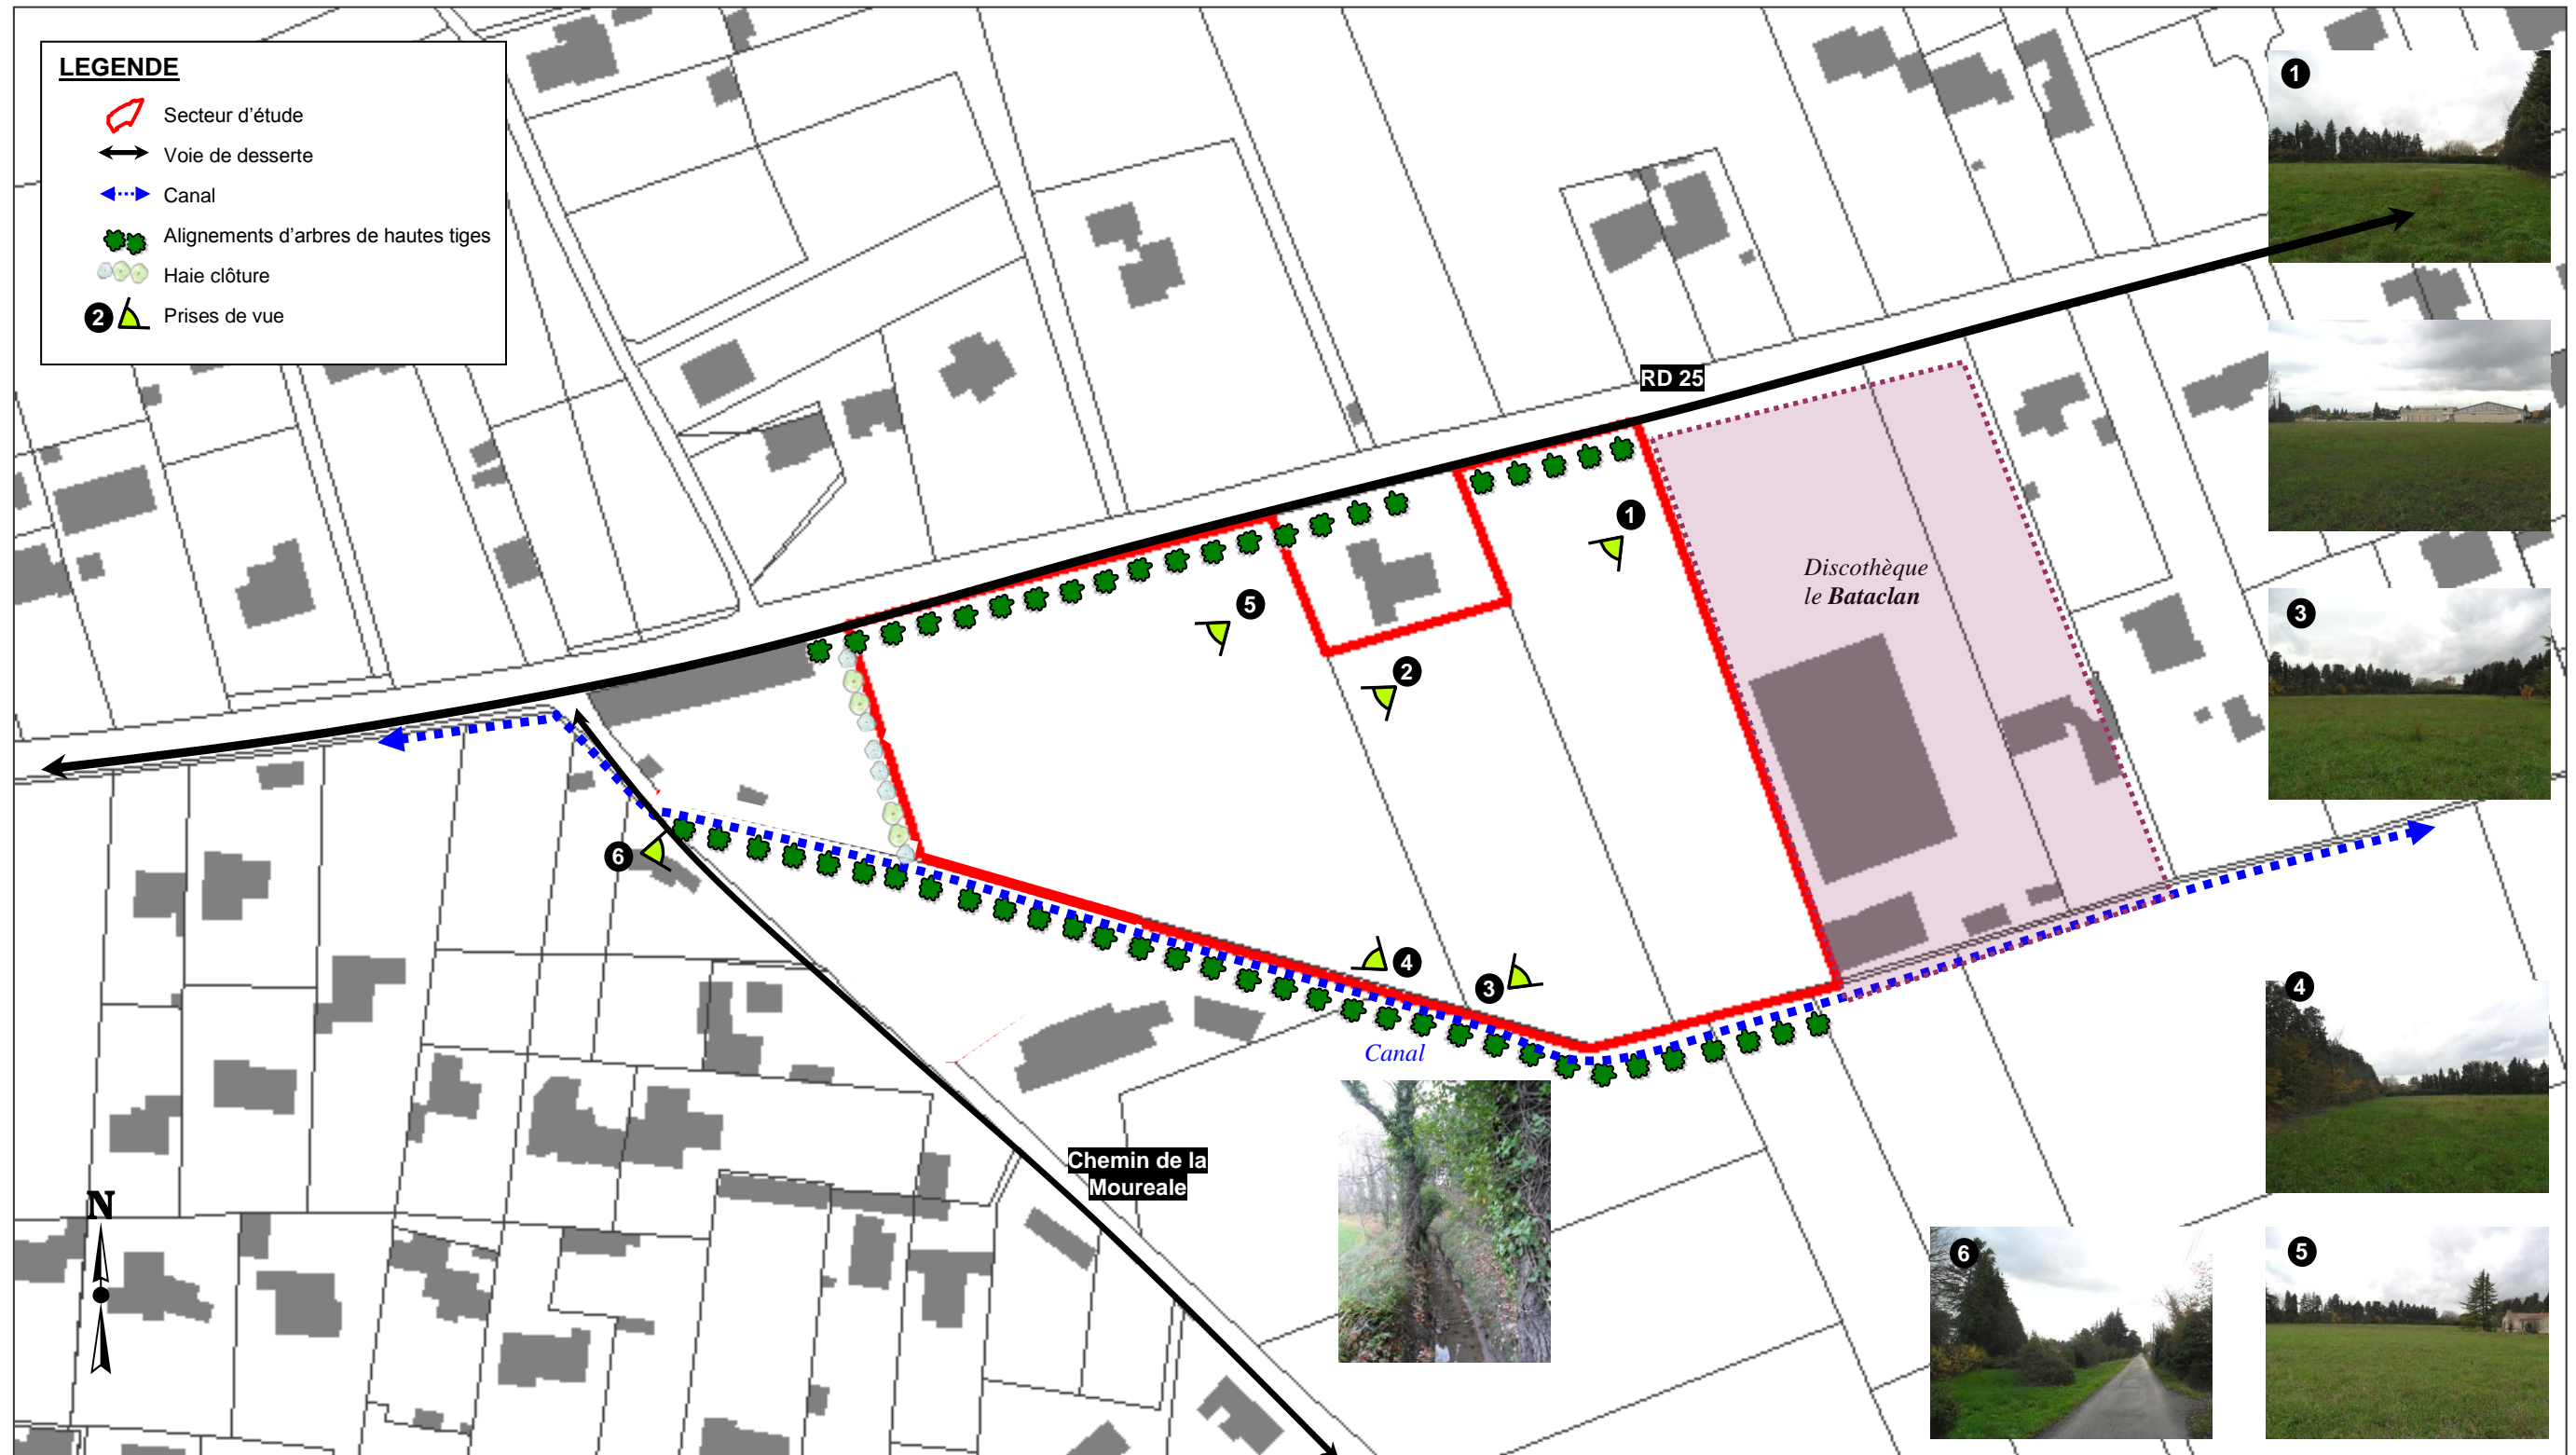 LEGENDE
Secteur d'étude
Voie de desserte
Canal
Alignements d'arbres de hautes tiges
Haie clôture
2 Prises de vue
1
RD 25
1
Discothèque
le Bataclan
5
2
3
6
4
3
Canal
4
Chemin de la
Moureale
N
6
5